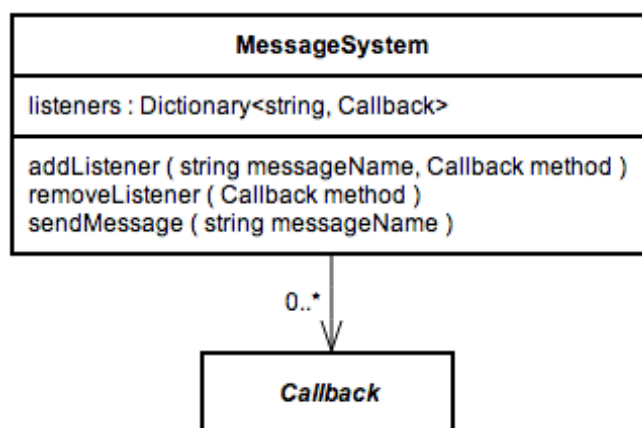 MessageSystem
listeners : Dictionary<string, Callback>
addListener ( string messageName, Callback method )
removeListener ( Callback method )
sendMessage ( string messageName )
0..*
Callback